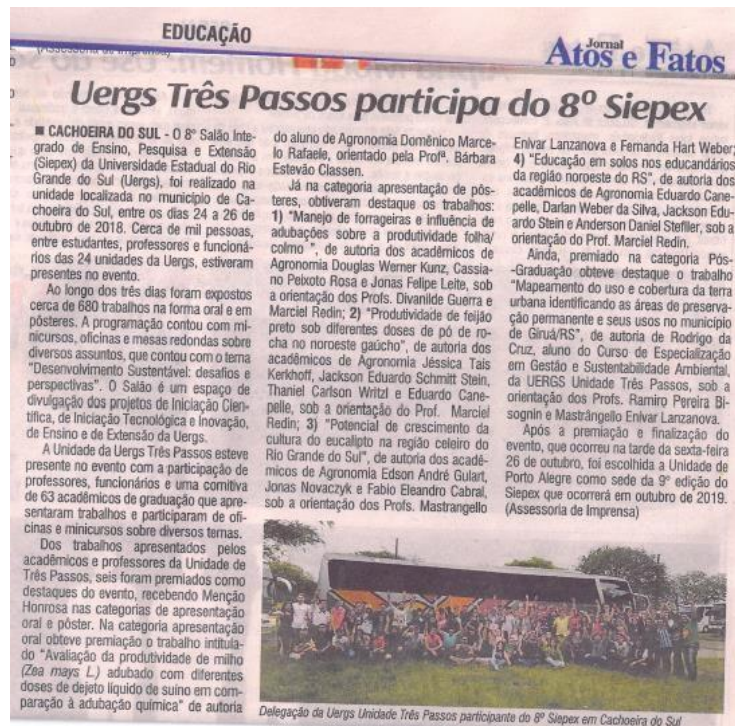 EDUCAÇÃO
(Assessoria de Imprensa)
Jornal
Atos e Fatos
Uergs Três Passos participa do 8º Siepex
■ CACHOEIRA DO SUL - O 8º Salão Inte-
grado de Ensino, Pesquisa e Extensão
(Siepex) da Universidade Estadual do Rio
Grande do Sul (Uergs), foi realizado na
unidade localizada no município de Ca-
choeira do Sul, entre os dias 24 a 26 de
outubro de 2018. Cerca de mil pessoas,
entre estudantes, professores e funcioná-
rios das 24 unidades da Uergs, estiveram
presentes no evento.
Ao longo dos três dias foram expostos
cerca de 680 trabalhos na forma oral e em
pôsteres. A programação contou com mi-
nicursos, oficinas e mesas redondas sobre
diversos assuntos, que contou com o tema
"Desenvolvimento Sustentável: desafios e
perspectivas". O Salão é um espaço de
divulgação dos projetos de Iniciação Cien-
tífica, de Iniciação Tecnológica e Inovação,
de Ensino e de Extensão da Uergs.
A Unidade da Uergs Três Passos esteve
presente no evento com a participação de
professores, funcionários e uma comitiva
de 63 acadêmicos de graduação que apre-
sentaram trabalhos e participaram de ofi-
cinas e minicursos sobre diversos temas.
Dos trabalhos apresentados pelos
acadêmicos e professores da Unidade de
Três Passos, seis foram premiados como
destaques do evento, recebendo Menção
Honrosa nas categorias de apresentação
oral e pôster. Na categoria apresentação
oral obteve premiação o trabalho intitula-
do "Avaliação da produtividade de milho
(Zea mays L.) adubado com diferentes
doses de dejeto líquido de suíno em com-
paração à adubação química" de autoria
do aluno de Agronomia Domênico Marce-
lo Rafaele, orientado pela Profª. Bárbara
Estevão Classen.
Já na categoria apresentação de pôs-
teres, obtiveram destaque os trabalhos:
1) "Manejo de forrageiras e influência de
adubações sobre a produtividade folha/
colmo ", de autoria dos acadêmicos de
Agronomia Douglas Werner Kunz, Cassia-
no Peixoto Rosa e Jonas Felipe Leite, sob
a orientação dos Profs. Divanilde Guerra e
Marciel Redin; 2) "Produtividade de feijão
preto sob diferentes doses de pó de ro-
cha no noroeste gaúcho", de autoria dos
acadêmicos de Agronomia Jéssica Tais
Kerkhoff, Jackson Eduardo Schmitt Stein,
Thaniel Carlson Writzl e Eduardo Cane-
pelle, sob a orientação do Prof. Marciel
Redin; 3) "Potencial de crescimento da
cultura do eucalipto na região celeiro do
Rio Grande do Sul", de autoria dos acadê-
micos de Agronomia Edson André Gulart,
Jonas Novaczyk e Fabio Eleandro Cabral,
sob a orientação dos Profs. Mastrangello
Enivar Lanzanova e Fernanda Hart Weber;
4) "Educação em solos nos educandários
da região noroeste do RS", de autoria dos
acadêmicos de Agronomia Eduardo Cane-
pelle, Darlan Weber da Silva, Jackson Edu-
ardo Stein e Anderson Daniel Steffler, sob a
orientação do Prof. Marciel Redin.
Ainda, premiado na categoria Pós-
-Graduação obteve destaque o trabalho
"Mapeamento do uso e cobertura da terra
urbana identificando as áreas de preserva-
ção permanente e seus usos no município
de Giruá/RS", de autoria de Rodrigo da
Cruz, aluno do Curso de Especialização
em Gestão e Sustentabilidade Ambiental,
da UERGS Unidade Três Passos, sob a
orientação dos Profs. Ramiro Pereira Bi-
sognin e Mastrângello Enivar Lanzanova.
Após a premiação e finalização do
evento, que ocorreu na tarde da sexta-feira
26 de outubro, foi escolhida a Unidade de
Porto Alegre como sede da 9º edição do
Siepex que ocorrerá em outubro de 2019.
(Assessoria de Imprensa)
Delegação da Uergs Unidade Três Passos participante do 8º Siepex em Cachoeira do Sul